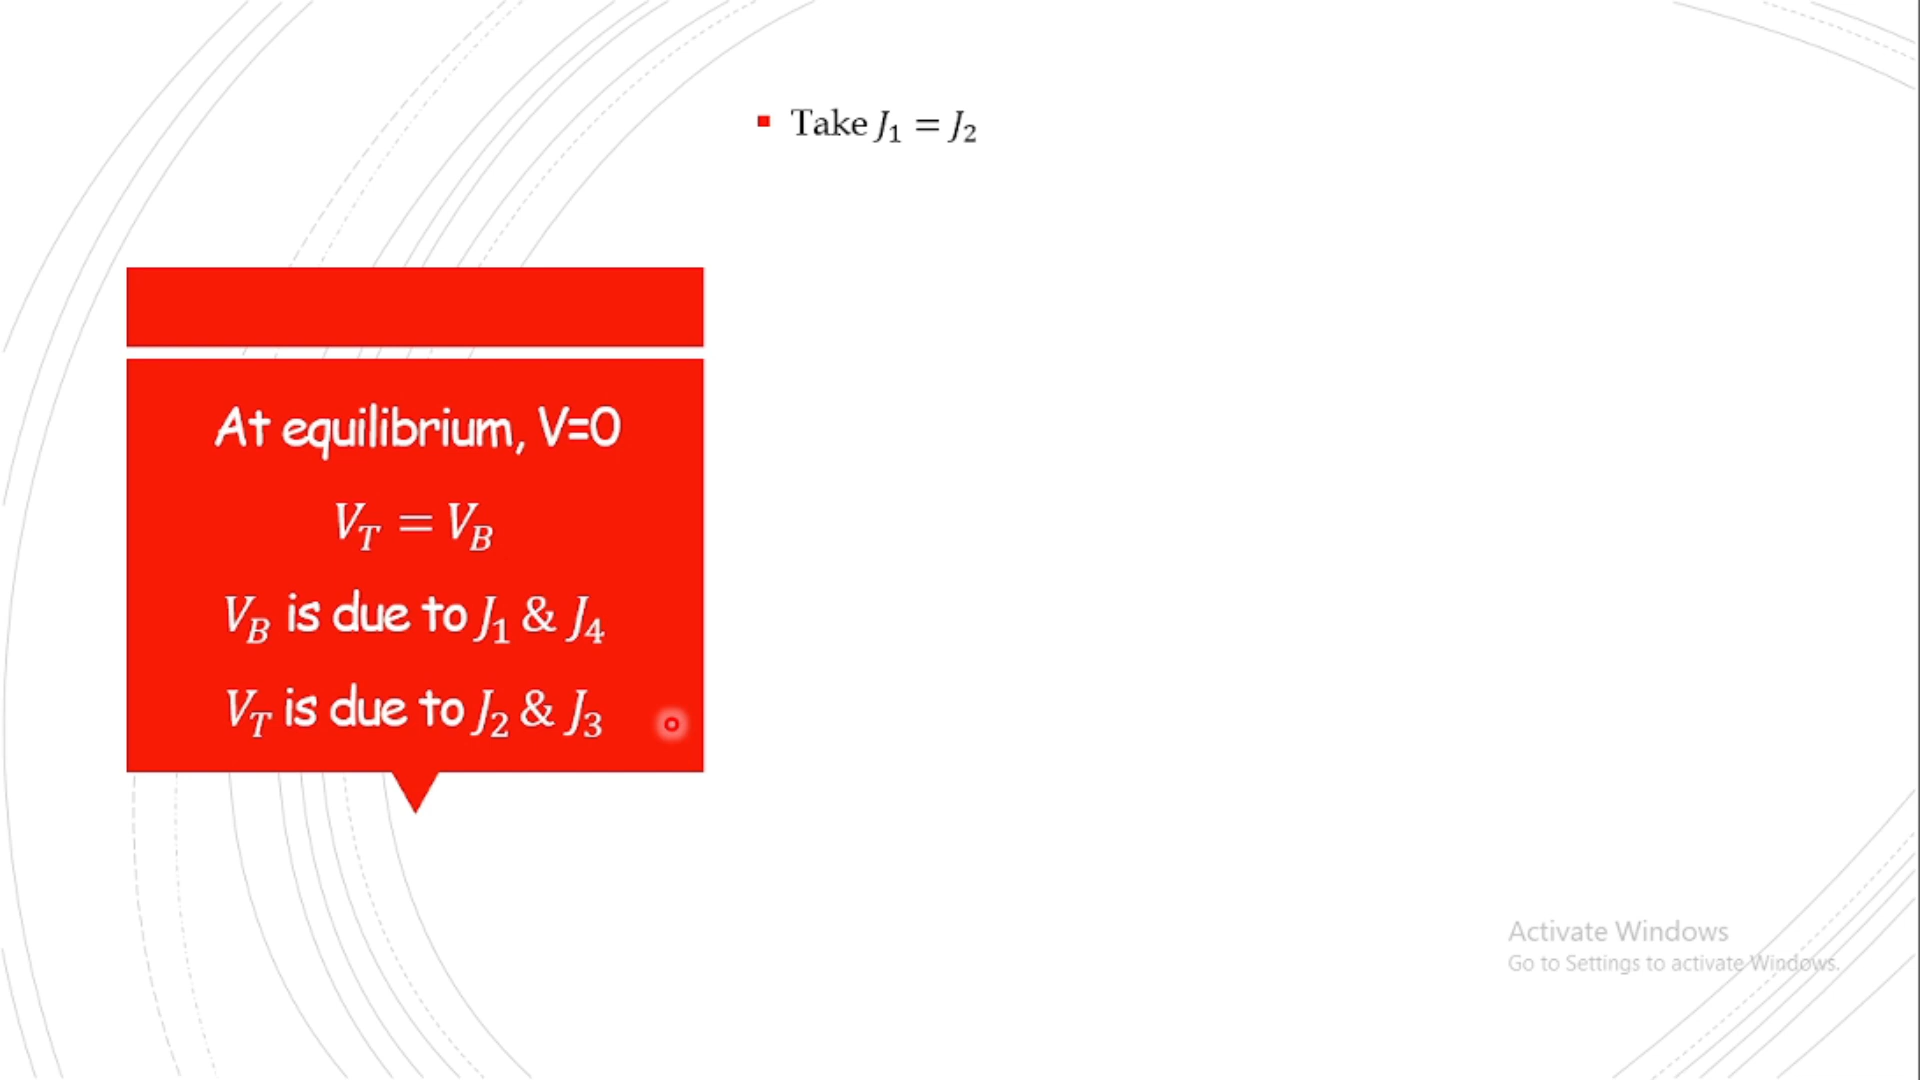 Take J₁ = J₂
At equilibrium, V=0
V_T = V_B
V_B is due to J₁ & J₄
V_T is due to J₂ & J₃
Activate Windows
Go to Settings to activate Windows.